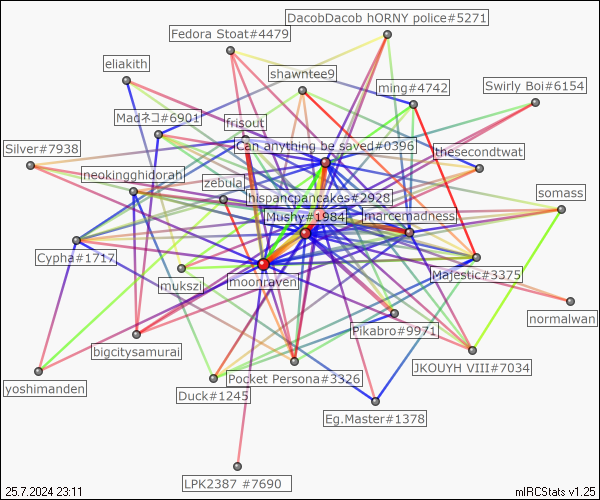 DacobDacob hORNY police#5271
Fedora Stoat#4479
eliakith
shawntee9
ming#4742
Swirly Boi#6154
Madネコ#6901
frisout
Can anything be saved#0396
Silver#7938
thesecondtwat
neokingghidorah
zebulaj
hispancpancakes#2928
somass
Mushy#1984
marcemadness
Cypha#1717
moonraven
Majestic#3375
mukszil
normalwan
Pikabro#9971
bigcitysamurai
JKOUYH VIII#7034
Pocket Persona#3326
yoshimanden
Duck#1245
Eg.Master#1378
LPK2387 #7690
25.7.2024 23:11
mIRCStats v1.25